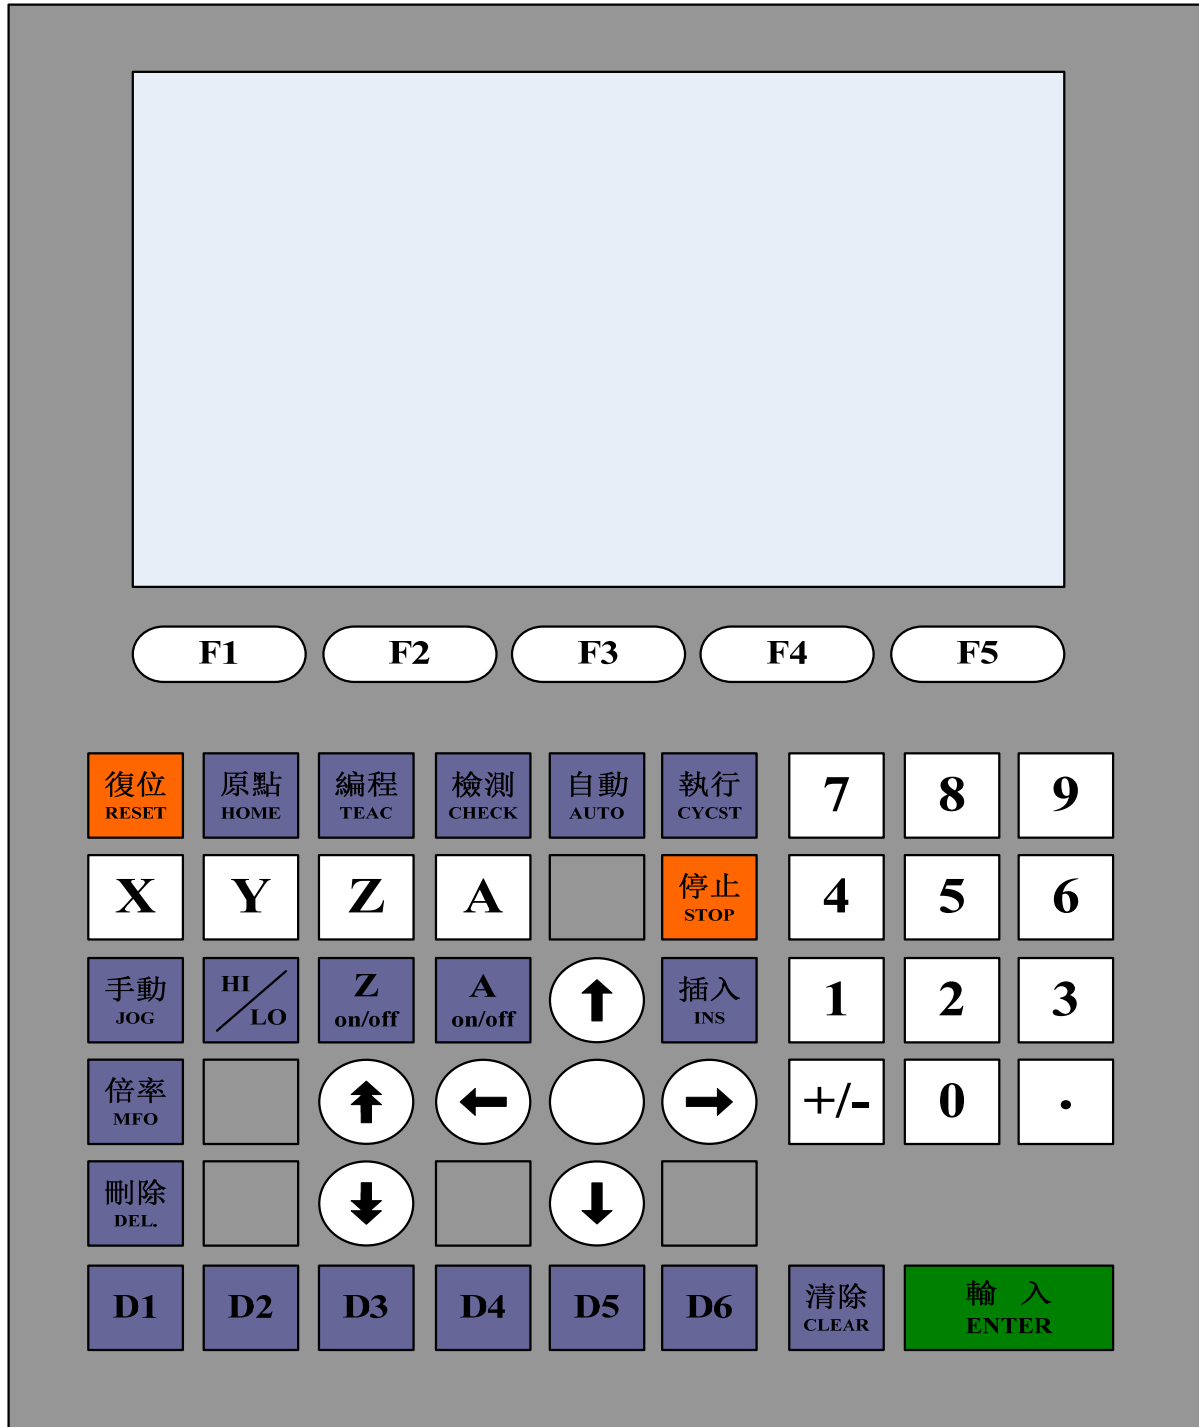 F1 F2 F3 F4 F5
復位 原點 編程 檢測 自動 執行 7 8 9
RESET HOME TEAC CHECK AUTO CYCST
X Y Z A 停止 4 5 6
STOP
手動 HI/LO Z A 插入 1 2 3
JOG on/off on/off INS
倍率 +/- 0 .
MFO
刪除
DEL.
D1 D2 D3 D4 D5 D6 清除 輸 入
CLEAR ENTER